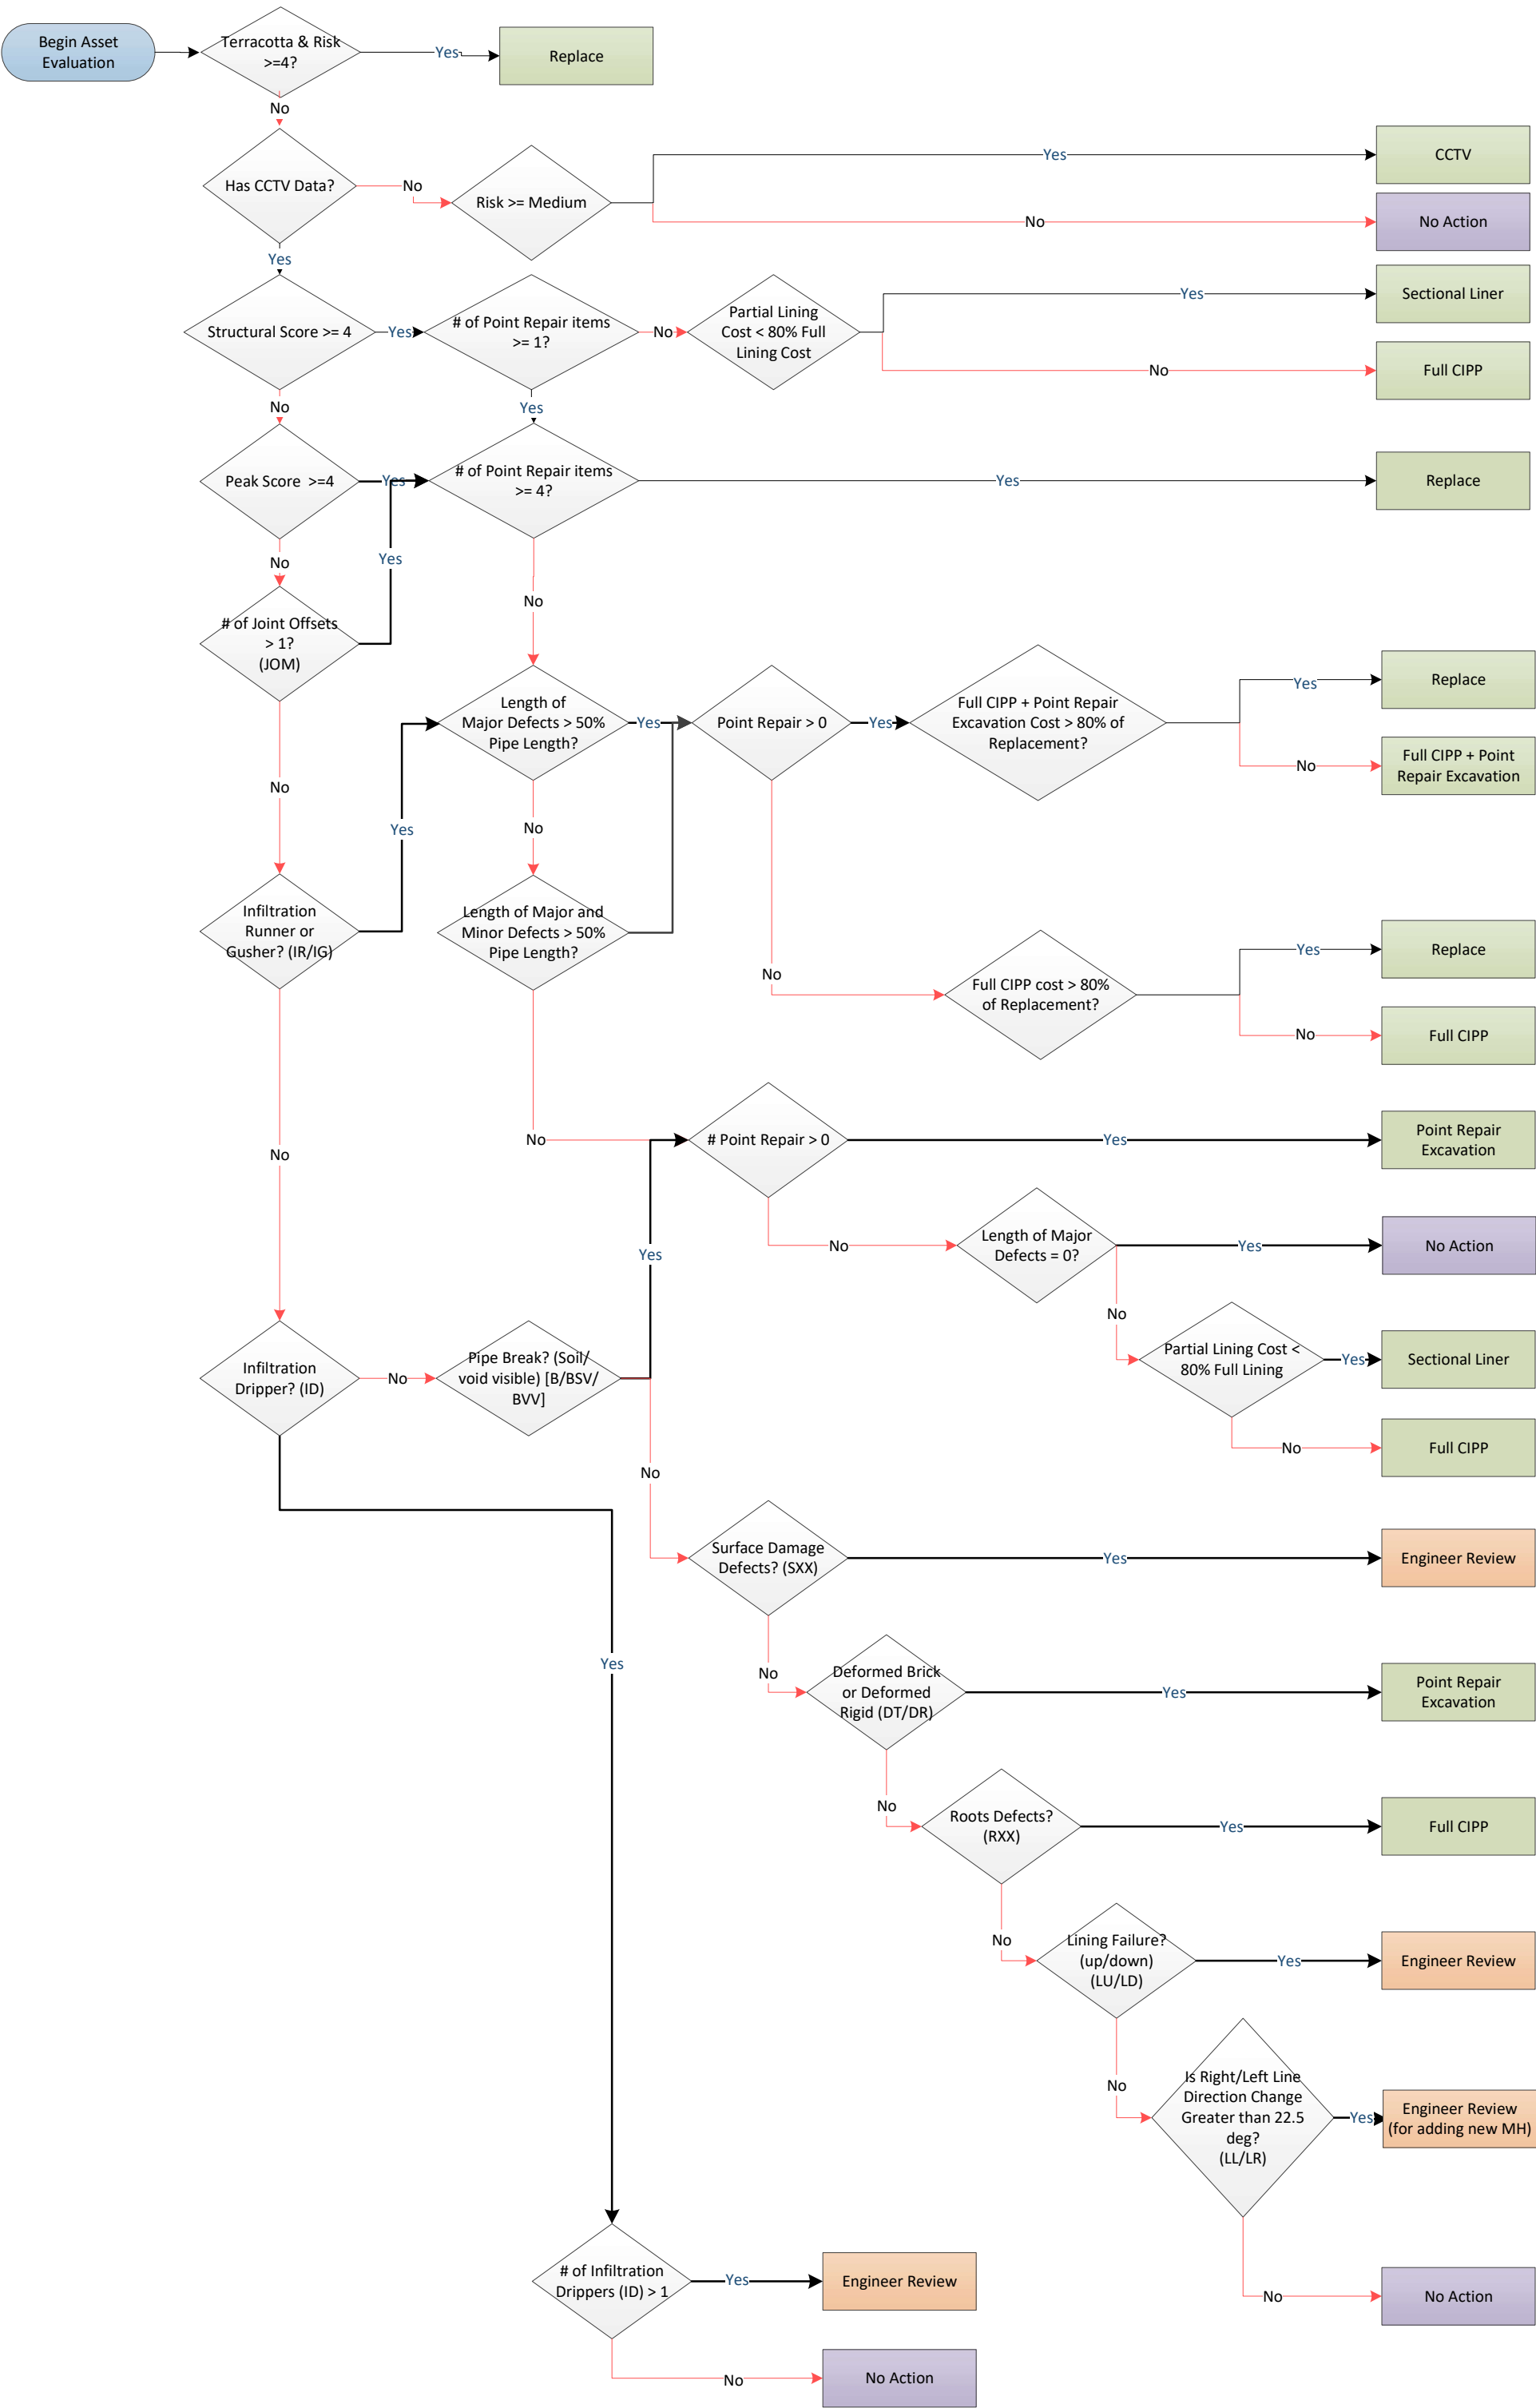 Begin Asset
Evaluation
Terracotta & Risk
>=4?
Yes
Replace
No
Has CCTV Data?
No
Risk >= Medium
Yes
CCTV
No
No Action
Yes
Structural Score >= 4
Yes
# of Point Repair items
>= 1?
No
Partial Lining
Cost < 80% Full
Lining Cost
Yes
Sectional Liner
No
Full CIPP
No
Yes
Peak Score >=4
Yes
# of Point Repair items
>= 4?
Yes
Replace
No
Yes
No
# of Joint Offsets
> 1?
(JOM)
No
Length of
Major Defects > 50%
Pipe Length?
Yes
Point Repair > 0
Yes
Full CIPP + Point Repair
Excavation Cost > 80% of
Replacement?
Yes
Replace
No
Full CIPP + Point
Repair Excavation
Yes
No
Infiltration
Runner or
Gusher? (IR/IG)
Length of Major and
Minor Defects > 50%
Pipe Length?
No
Full CIPP cost > 80%
of Replacement?
Yes
Replace
No
Full CIPP
No
No
# Point Repair > 0
Yes
Point Repair
Excavation
Yes
No
Length of Major
Defects = 0?
Yes
No Action
No
Partial Lining Cost <
80% Full Lining
Yes
Sectional Liner
No
Full CIPP
Infiltration
Dripper? (ID)
No
Pipe Break? (Soil/
void visible) [B/BSV/
BVV]
No
Surface Damage
Defects? (SXX)
Yes
Engineer Review
Yes
No
Deformed Brick
or Deformed
Rigid (DT/DR)
Yes
Point Repair
Excavation
No
Roots Defects?
(RXX)
Yes
Full CIPP
No
Lining Failure?
(up/down)
(LU/LD)
Yes
Engineer Review
No
Is Right/Left Line
Direction Change
Greater than 22.5
deg?
(LL/LR)
Yes
Engineer Review
(for adding new MH)
No
No Action
# of Infiltration
Drippers (ID) > 1
Yes
Engineer Review
No
No Action